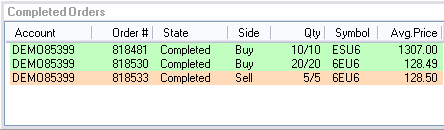 Completed Orders
Account Order # State Side Qty Symbol Avg.Price
DEMO85399 818481 Completed Buy 10/10 ESU6 1307.00
DEMO85399 818530 Completed Buy 20/20 6EU6 128.49
DEMO85399 818533 Completed Sell 5/5 6EU6 128.50